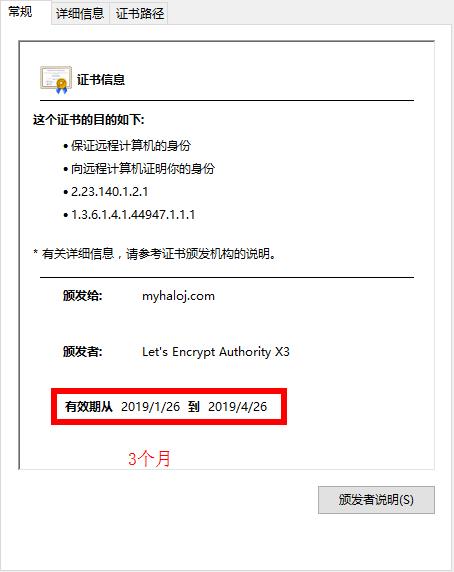 常规 详细信息 证书路径
证书信息
这个证书的目的如下:
• 保证远程计算机的身份
• 向远程计算机证明你的身份
• 2.23.140.1.2.1
• 1.3.6.1.4.1.44947.1.1.1
* 有关详细信息，请参考证书颁发机构的说明。
颁发给: myhaloj.com
颁发者: Let's Encrypt Authority X3
有效期从 2019/1/26 到 2019/4/26
3个月
颁发者说明(S)